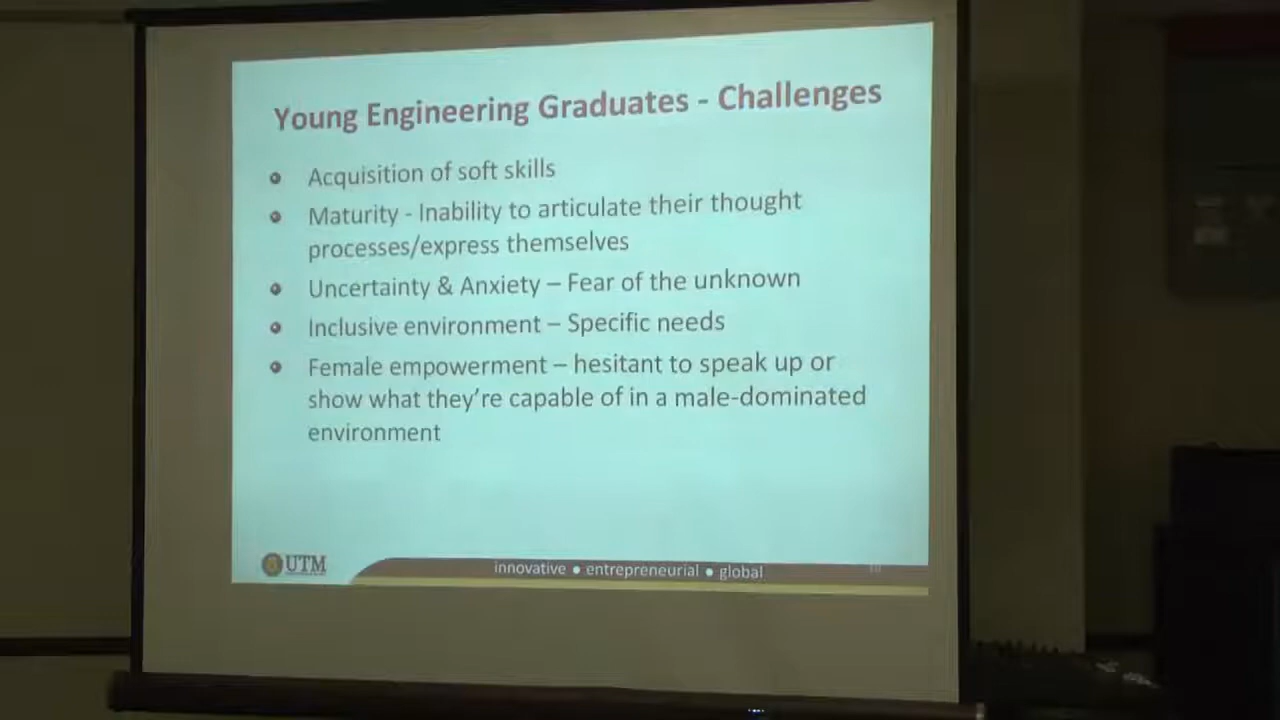 Young Engineering Graduates - Challenges
Acquisition of soft skills
Maturity - Inability to articulate their thought
processes/express themselves
Uncertainty & Anxiety – Fear of the unknown
Inclusive environment – Specific needs
Female empowerment – hesitant to speak up or
show what they're capable of in a male-dominated
environment
UTM
innovative ● entrepreneurial ● global